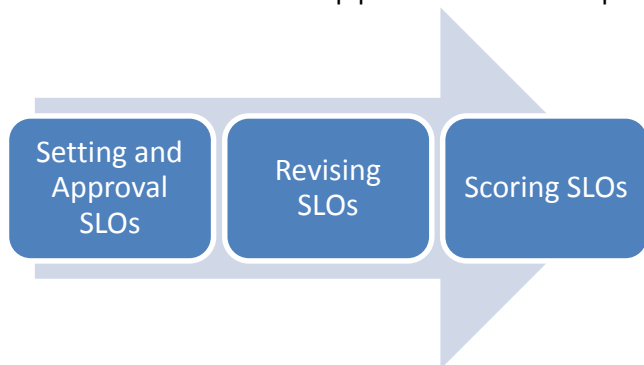 Setting and
Approval
SLOs
Revising
SLOs
Scoring SLOs